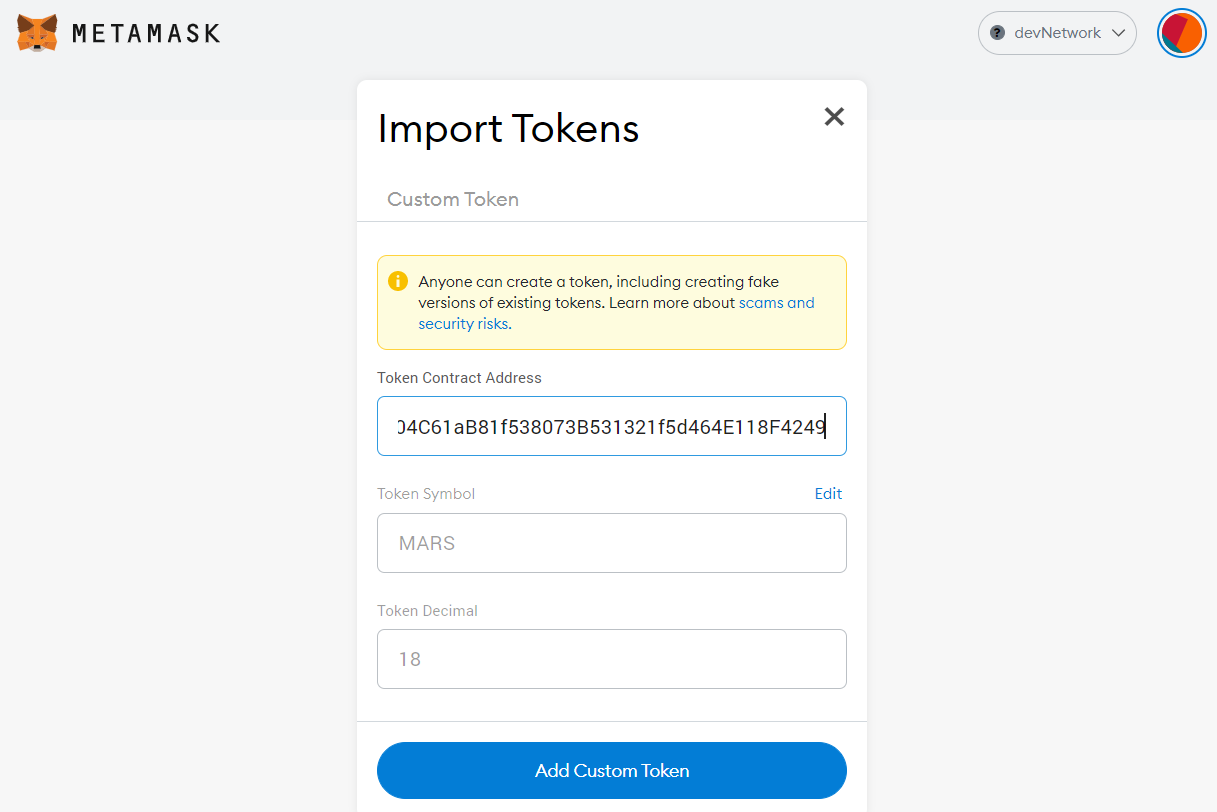 METAMASK
? devNetwork
Import Tokens
Custom Token
Anyone can create a token, including creating fake
versions of existing tokens. Learn more about scams and
security risks.
Token Contract Address
04C61aB81f538073B531321f5d464E118F4249
Token Symbol
Edit
MARS
Token Decimal
18
Add Custom Token